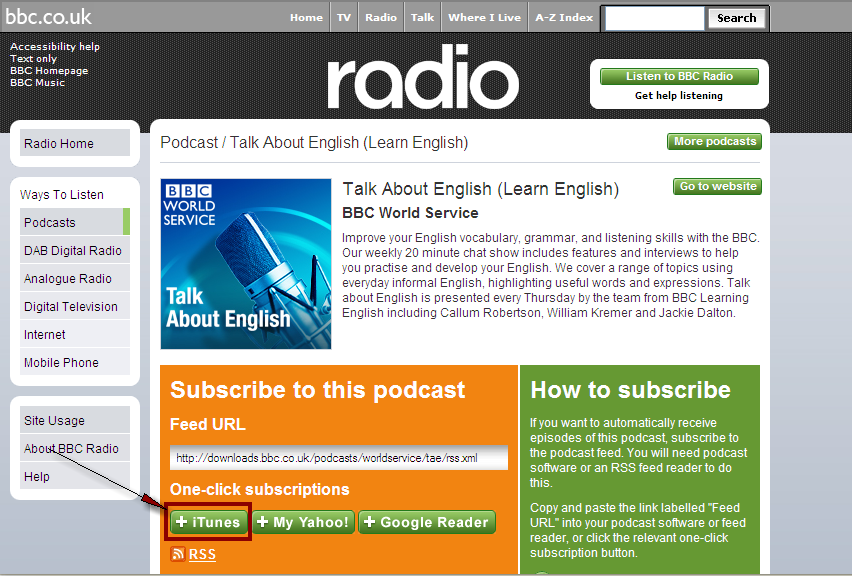 bbc.co.uk
Home
TV
Radio
Talk
Where I Live
A-Z Index
Search
Accessibility help
Text only
BBC Homepage
BBC Music
radio
Listen to BBC Radio
Get help listening
Radio Home
Ways To Listen
Podcasts
DAB Digital Radio
Analogue Radio
Digital Television
Internet
Mobile Phone
Site Usage
About BBC Radio
Help
Podcast / Talk About English (Learn English)
More podcasts
BBC
WORLD
SERVICE
Talk
About English
Talk About English (Learn English)
Go to website
BBC World Service
Improve your English vocabulary, grammar, and listening skills with the BBC.
Our weekly 20 minute chat show includes features and interviews to help
you practise and develop your English. We cover a range of topics using
everyday informal English, highlighting useful words and expressions. Talk
about English is presented every Thursday by the team from BBC Learning
English including Callum Robertson, William Kremer and Jackie Dalton.
Subscribe to this podcast
Feed URL
http://downloads.bbc.co.uk/podcasts/worldservice/tae/rss.xml
One-click subscriptions
+ iTunes
+ My Yahoo!
+ Google Reader
RSS
How to subscribe
If you want to automatically receive
episodes of this podcast, subscribe to
the podcast feed. You will need podcast
software or an RSS feed reader to do
this.
Copy and paste the link labelled "Feed
URL" into your podcast software or feed
reader, or click the relevant one-click
subscription button.